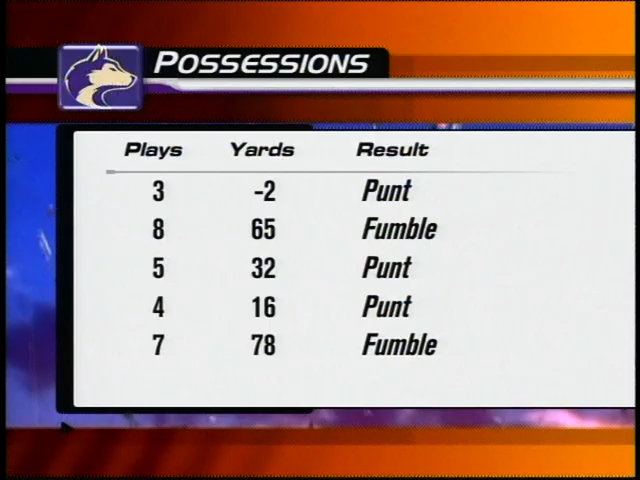 POSSESSIONS
Plays Yards Result
3 -2 Punt
8 65 Fumble
5 32 Punt
4 16 Punt
7 78 Fumble